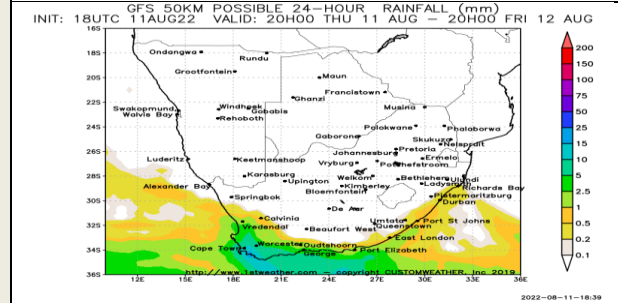 GFS 50KM POSSIBLE 24-HOUR RAINFALL (mm)
INIT: 18UTC 11AUG22 VALID: 20H00 THU 11 AUG - 20H00 FRI 12 AUG
16S
18S
20S
22S
24S
26S
28S
30S
32S
34S
36S
Ondangwa
Rundu
Grootfontein
Maun
Francistown
Ghanzi
Musina
Swakopmund
Windhoek
Gobabis
Walvis Bay
Rehoboth
Polokwane
Phalaborwa
Gaborone
Skukuza
Nelspruit
Johannesburg
Pretoria
Luderitz
Keetmanshoop
Vryburg
Potchefstroom
Ermelo
Karasburg
Upington
Welkom
Bethlehem
Ulundi
Alexander Bay
Kimberley
Ladysmith
Richards Bay
Springbok
Bloemfontein
Pietermaritzburg
Durban
De Aar
Calvinia
Umtata
Port St Johns
Vredendal
Beaufort West
Queenstown
Worcester
Oudtshoorn
East London
Cape Town
George
Port Elizabeth
http://www.1stweather.com - copyright CUSTOMWEATHER, Inc 2019
12E 15E 18E 21E 24E 27E 30E 33E 36E
200
150
100
75
50
25
15
10
5
2.5
1
0.5
0.2
0.1
2022-08-11-18:39